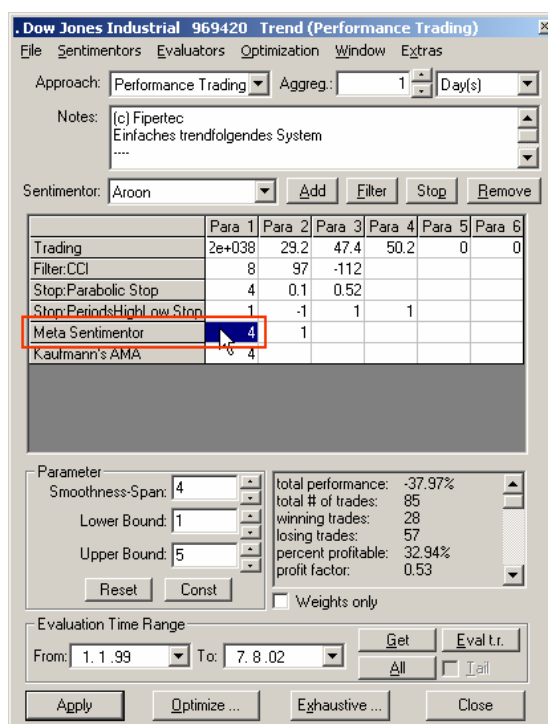 . Dow Jones Industrial 969420 Trend (Performance Trading)
File Sentimentors Evaluators Optimization Window Extras
Approach: Performance Trading Aggreg.: 1 Day(s)
Notes: (c) Fipertec
Einfaches trendfolgendes System
----
Sentimentor: Aroon Add Filter Stop Remove
Para 1 Para 2 Para 3 Para 4 Para 5 Para 6
Trading 2e+038 29.2 47.4 50.2 0 0
Filter:CCI 8 97 -112
Stop:Parabolic Stop 4 0.1 0.52
Stop:PeriodsHighLow Stop 1 -1 1 1
Meta Sentimentor 4 1
Kaufmann's AMA 4
Parameter
Smoothness-Span: 4
Lower Bound: 1
Upper Bound: 5
Reset Const
total performance: -37.97%
total # of trades: 85
winning trades: 28
losing trades: 57
percent profitable: 32.94%
profit factor: 0.53
Weights only
Evaluation Time Range
From: 1. 1 .99 To: 7. 8 .02
Get Eval t.r.
All Tail
Apply Optimize ... Exhaustive ... Close